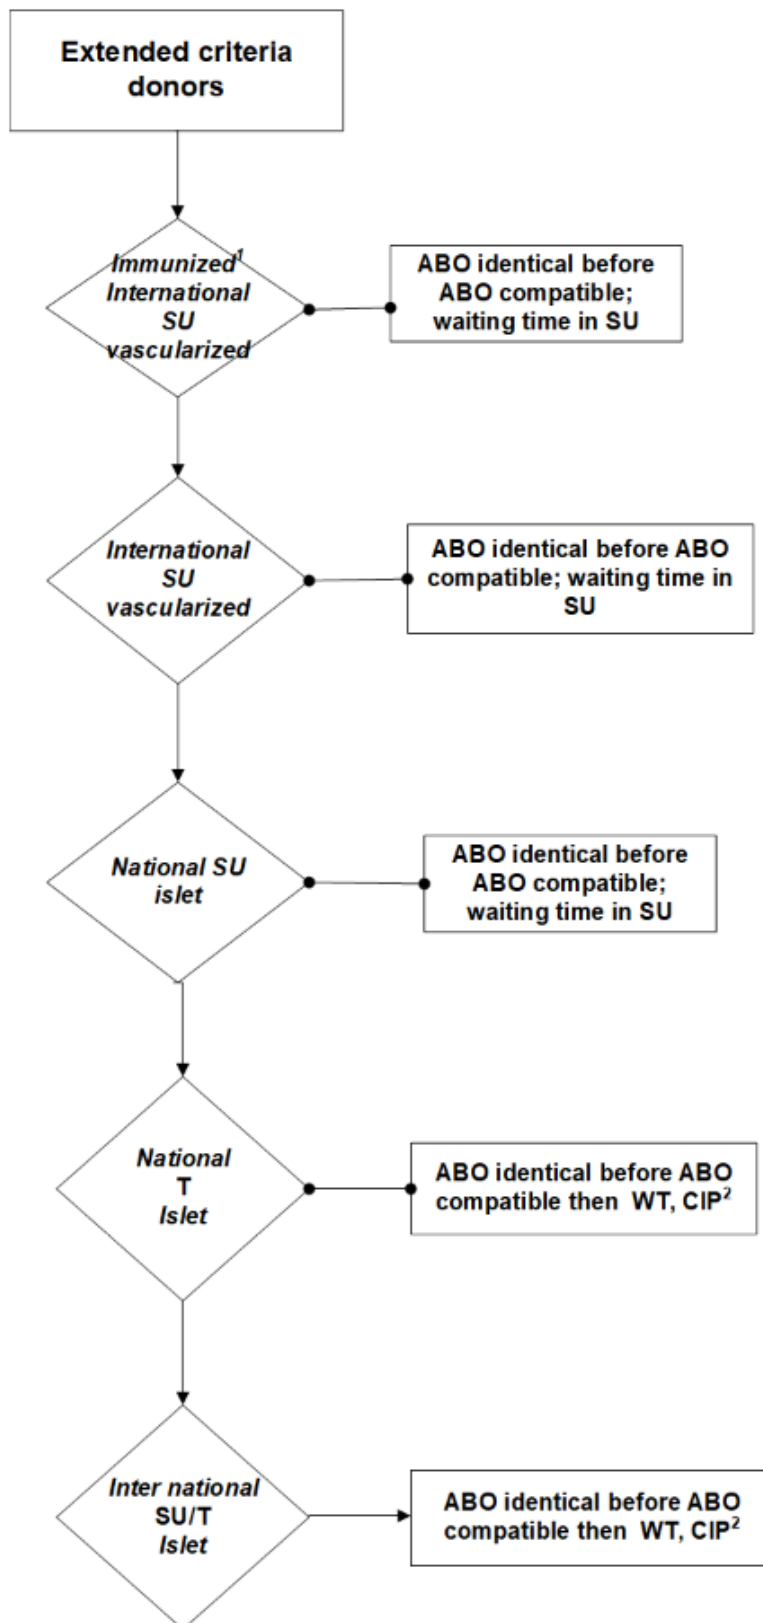 Extended criteria
donors
Immunized¹
International
SU
vascularized
ABO identical before
ABO compatible;
waiting time in SU
International
SU
vascularized
ABO identical before ABO
compatible; waiting time in
SU
National SU
islet
ABO identical before
ABO compatible;
waiting time in SU
National
T
Islet
ABO identical before ABO
compatible then WT, CIP²
Inter national
SU/T
Islet
ABO identical before ABO
compatible then WT, CIP²